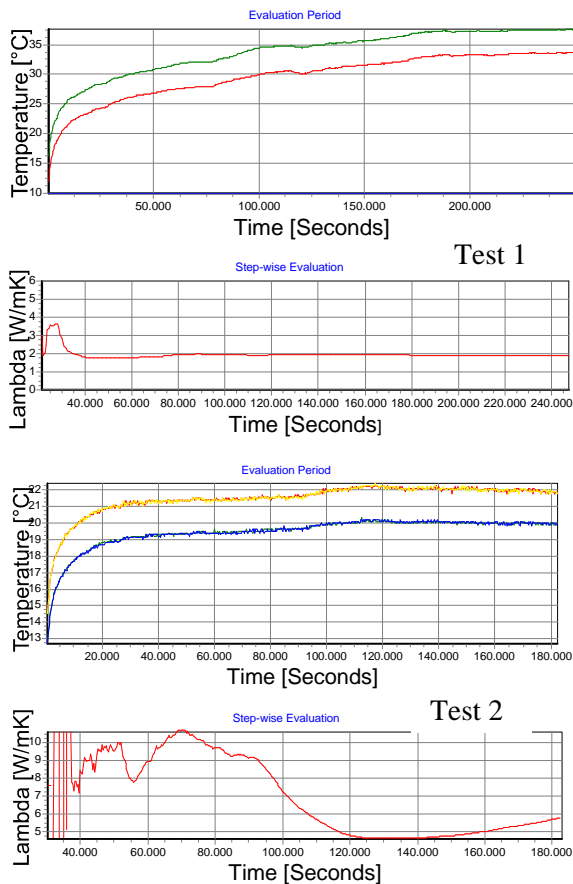 Evaluation Period
Temperature [°C]
35
30
25
20
15
10
50.000 100.000 150.000 200.000
Time [Seconds]
Test 1
Step-wise Evaluation
Lambda [W/mK]
6
5
4
3
2
1
0
40.000 60.000 80.000 100.000 120.000 140.000 160.000 180.000 200.000 220.000 240.000
Time [Seconds]
Evaluation Period
Temperature [°C]
22
21
20
19
18
17
16
15
14
13
20.000 40.000 60.000 80.000 100.000 120.000 140.000 160.000 180.000
Time [Seconds]
Test 2
Step-wise Evaluation
Lambda [W/mK]
10
9
8
7
6
5
40.000 60.000 80.000 100.000 120.000 140.000 160.000 180.000
Time [Seconds]